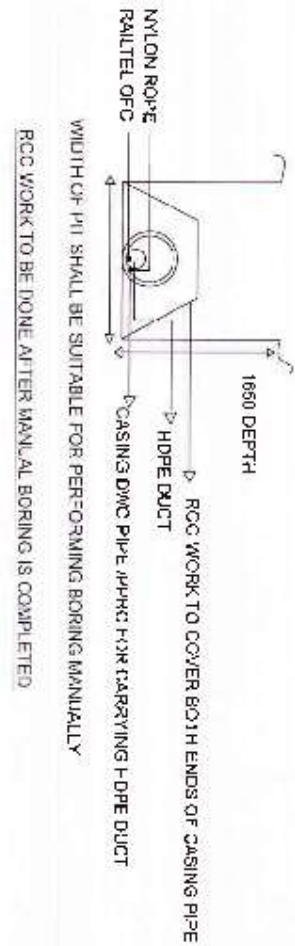 NYLON ROPE
RAILTEL OFC
1650 DEPTH
RCC WORK TO COVER BOTH ENDS OF CASING PIPE
HDPE DUCT
CASING DWC PIPE /PPRC FOR CARRYING HDPE DUCT
WIDTH OF PIT SHALL BE SUITABLE FOR PERFORMING BORING MANUALLY
RCC WORK TO BE DONE AFTER MANUAL BORING IS COMPLETED